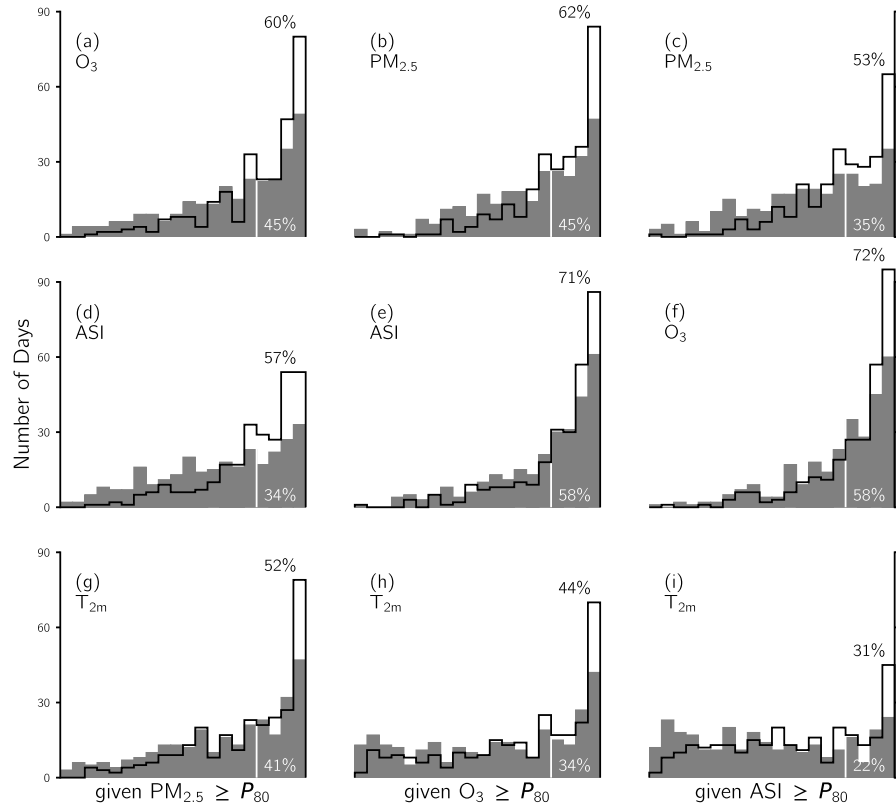 90 60 30 0
(a)
O₃
60%
45%
(b)
PM₂.₅
62%
45%
(c)
PM₂.₅
53%
35%
Number of Days
90 60 30 0
(d)
ASI
57%
34%
(e)
ASI
71%
58%
(f)
O₃
72%
58%
90 60 30 0
(g)
T₂ₘ
52%
41%
(h)
T₂ₘ
44%
34%
(i)
T₂ₘ
31%
22%
given PM₂.₅ ≥ P₈₀
given O₃ ≥ P₈₀
given ASI ≥ P₈₀